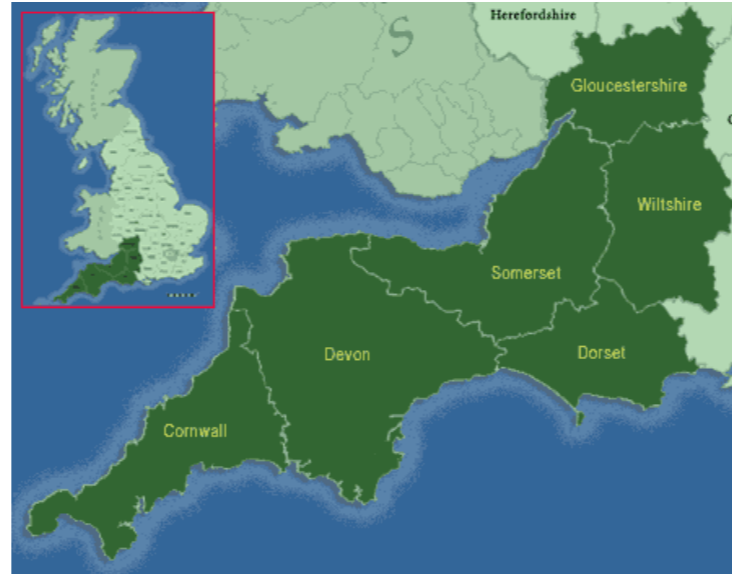 Herefordshire
S
Gloucestershire
Wiltshire
Somerset
Devon
Dorset
Cornwall